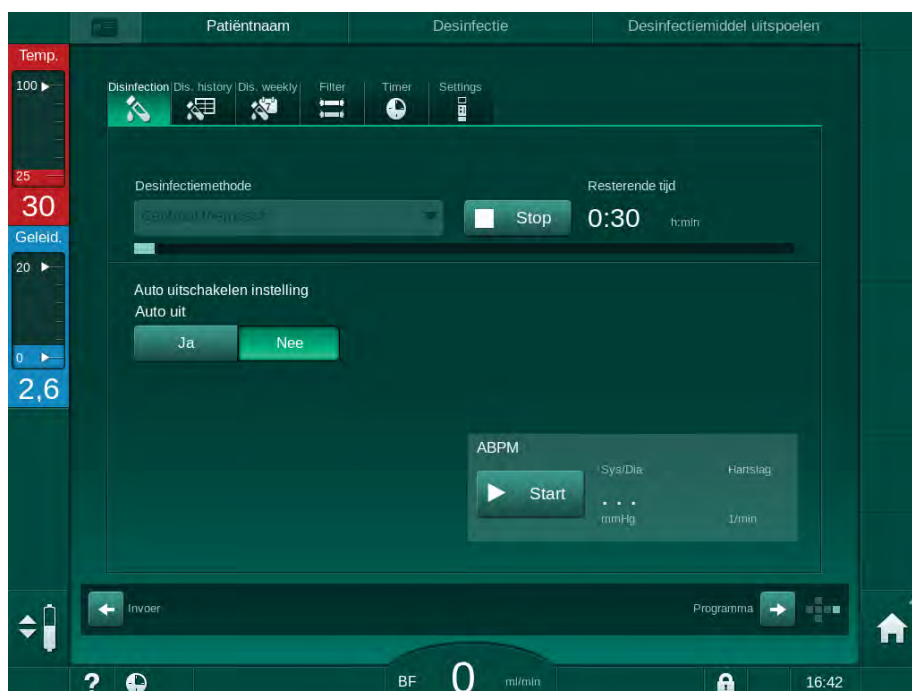 Patiëntnaam Desinfectie Desinfectiemiddel uitspoelen
Temp.
100
25
30
Geleid.
20
0
2,6
Disinfection Dis. history Dis. weekly Filter Timer Settings
7
Desinfectiemethode
Resterende tijd
Stop
0:30 h:min
Auto uitschakelen instelling
Auto uit
Ja Nee
ABPM
Start
Sys/Dia
. . .
mmHg
Hartslag
1/min
Invoer
Programma
? BF 0 ml/min 16:42